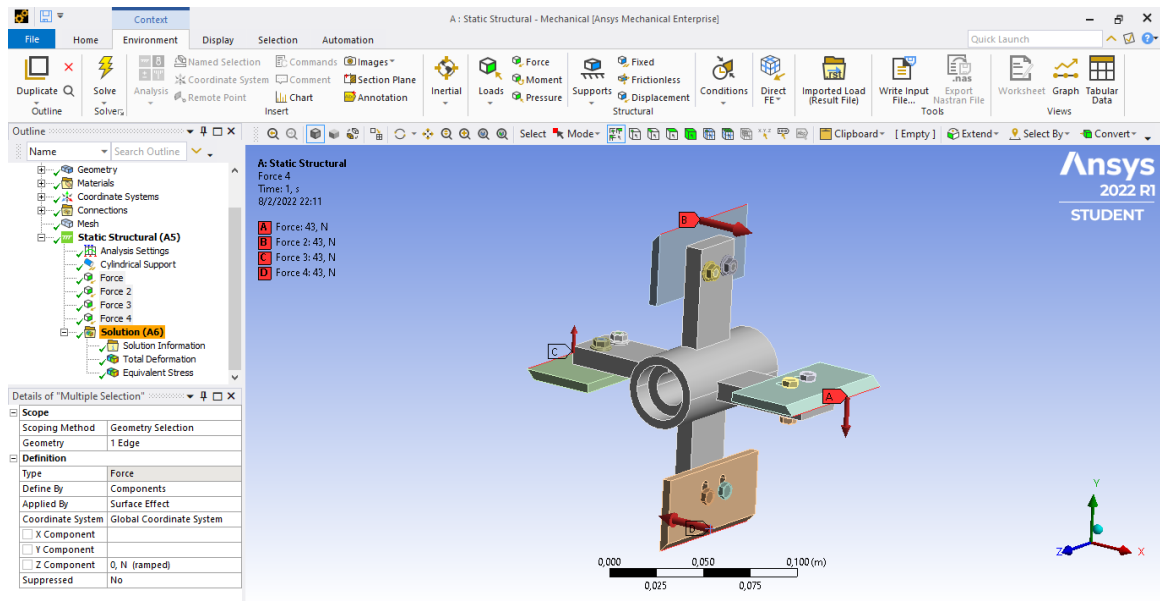 Context
A : Static Structural - Mechanical [Ansys Mechanical Enterprise]
File Home Environment Display Selection Automation
Quick Launch
Duplicate
Outline
Solve
Solvers
Analysis
Named Selection
Coordinate System
Remote Point
Commands
Comment
Chart
Images
Section Plane
Annotation
Insert
Inertial
Loads
Force
Moment
Pressure
Supports
Fixed
Frictionless
Displacement
Structural
Conditions
Direct
FE
Imported Load
(Result File)
Write Input
File...
Export
Nastran File
Tools
Worksheet
Graph
Tabular
Data
Views
Outline
Name Search Outline
Geometry
Materials
Coordinate Systems
Connections
Mesh
Static Structural (A5)
Analysis Settings
Cylindrical Support
Force
Force 2
Force 3
Force 4
Solution (A6)
Solution Information
Total Deformation
Equivalent Stress
Details of "Multiple Selection"
Scope
Scoping Method Geometry Selection
Geometry 1 Edge
Definition
Type Force
Define By Components
Applied By Surface Effect
Coordinate System Global Coordinate System
X Component
Y Component
Z Component 0, N (ramped)
Suppressed No
Select Mode Clipboard [ Empty ] Extend Select By Convert
A: Static Structural
Force 4
Time: 1, s
8/2/2022 22:11
A Force: 43, N
B Force 2: 43, N
C Force 3: 43, N
D Force 4: 43, N
Ansys
2022 R1
STUDENT
B
C
A
D
0,000 0,050 0,100 (m)
0,025 0,075
Y
Z X